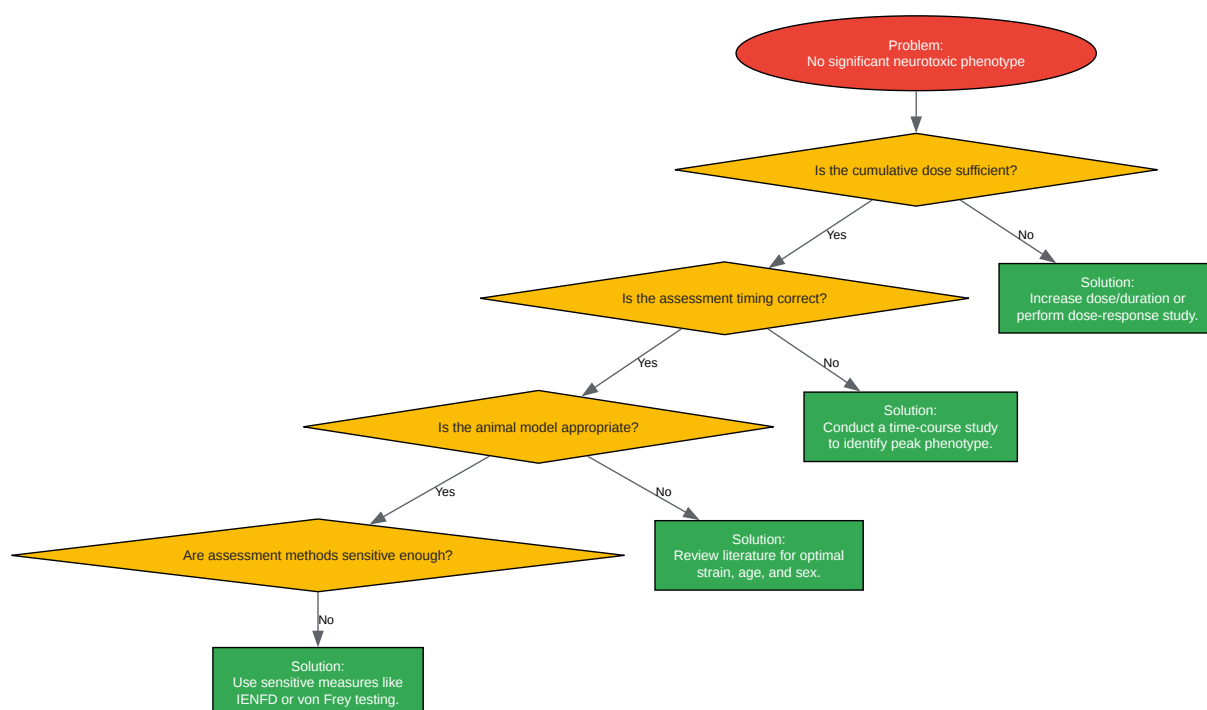 Problem:
No significant neurotoxic phenotype
Is the cumulative dose sufficient?
Yes
No
Solution:
Increase dose/duration or
perform dose-response study.
Is the assessment timing correct?
Yes
No
Solution:
Conduct a time-course study
to identify peak phenotype.
Is the animal model appropriate?
Yes
No
Solution:
Review literature for optimal
strain, age, and sex.
Are assessment methods sensitive enough?
No
Solution:
Use sensitive measures like
IENFD or von Frey testing.